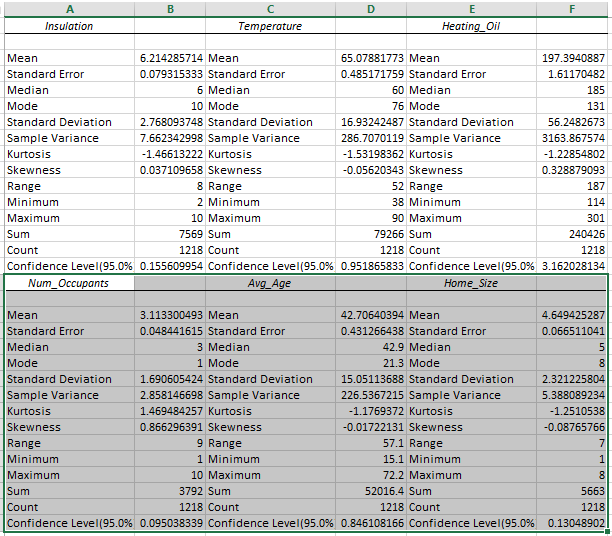 A B C D E F
Insulation Temperature Heating_Oil
Mean 6.214285714 Mean 65.07881773 Mean 197.3940887
Standard Error 0.079315333 Standard Error 0.485171759 Standard Error 1.61170482
Median 6 Median 60 Median 185
Mode 10 Mode 76 Mode 131
Standard Deviation 2.768093748 Standard Deviation 16.93242487 Standard Deviation 56.2482673
Sample Variance 7.662342998 Sample Variance 286.7070119 Sample Variance 3163.867574
Kurtosis -1.46613222 Kurtosis -1.53198362 Kurtosis -1.22854802
Skewness 0.037109658 Skewness -0.05620343 Skewness 0.328879093
Range 8 Range 52 Range 187
Minimum 2 Minimum 38 Minimum 114
Maximum 10 Maximum 90 Maximum 301
Sum 7569 Sum 79266 Sum 240426
Count 1218 Count 1218 Count 1218
Confidence Level(95.0% 0.155609954 Confidence Level(95.0% 0.951865833 Confidence Level(95.0% 3.162028134
Num_Occupants Avg_Age Home_Size
Mean 3.113300493 Mean 42.70640394 Mean 4.649425287
Standard Error 0.048441615 Standard Error 0.431266438 Standard Error 0.066511041
Median 3 Median 42.9 Median 5
Mode 1 Mode 21.3 Mode 8
Standard Deviation 1.690605424 Standard Deviation 15.05113688 Standard Deviation 2.321225804
Sample Variance 2.858146698 Sample Variance 226.5367215 Sample Variance 5.388089234
Kurtosis 1.469484257 Kurtosis -1.1769372 Kurtosis -1.2510538
Skewness 0.866296391 Skewness -0.01722131 Skewness -0.08765766
Range 9 Range 57.1 Range 7
Minimum 1 Minimum 15.1 Minimum 1
Maximum 10 Maximum 72.2 Maximum 8
Sum 3792 Sum 52016.4 Sum 5663
Count 1218 Count 1218 Count 1218
Confidence Level(95.0% 0.095038339 Confidence Level(95.0% 0.846108166 Confidence Level(95.0% 0.13048902